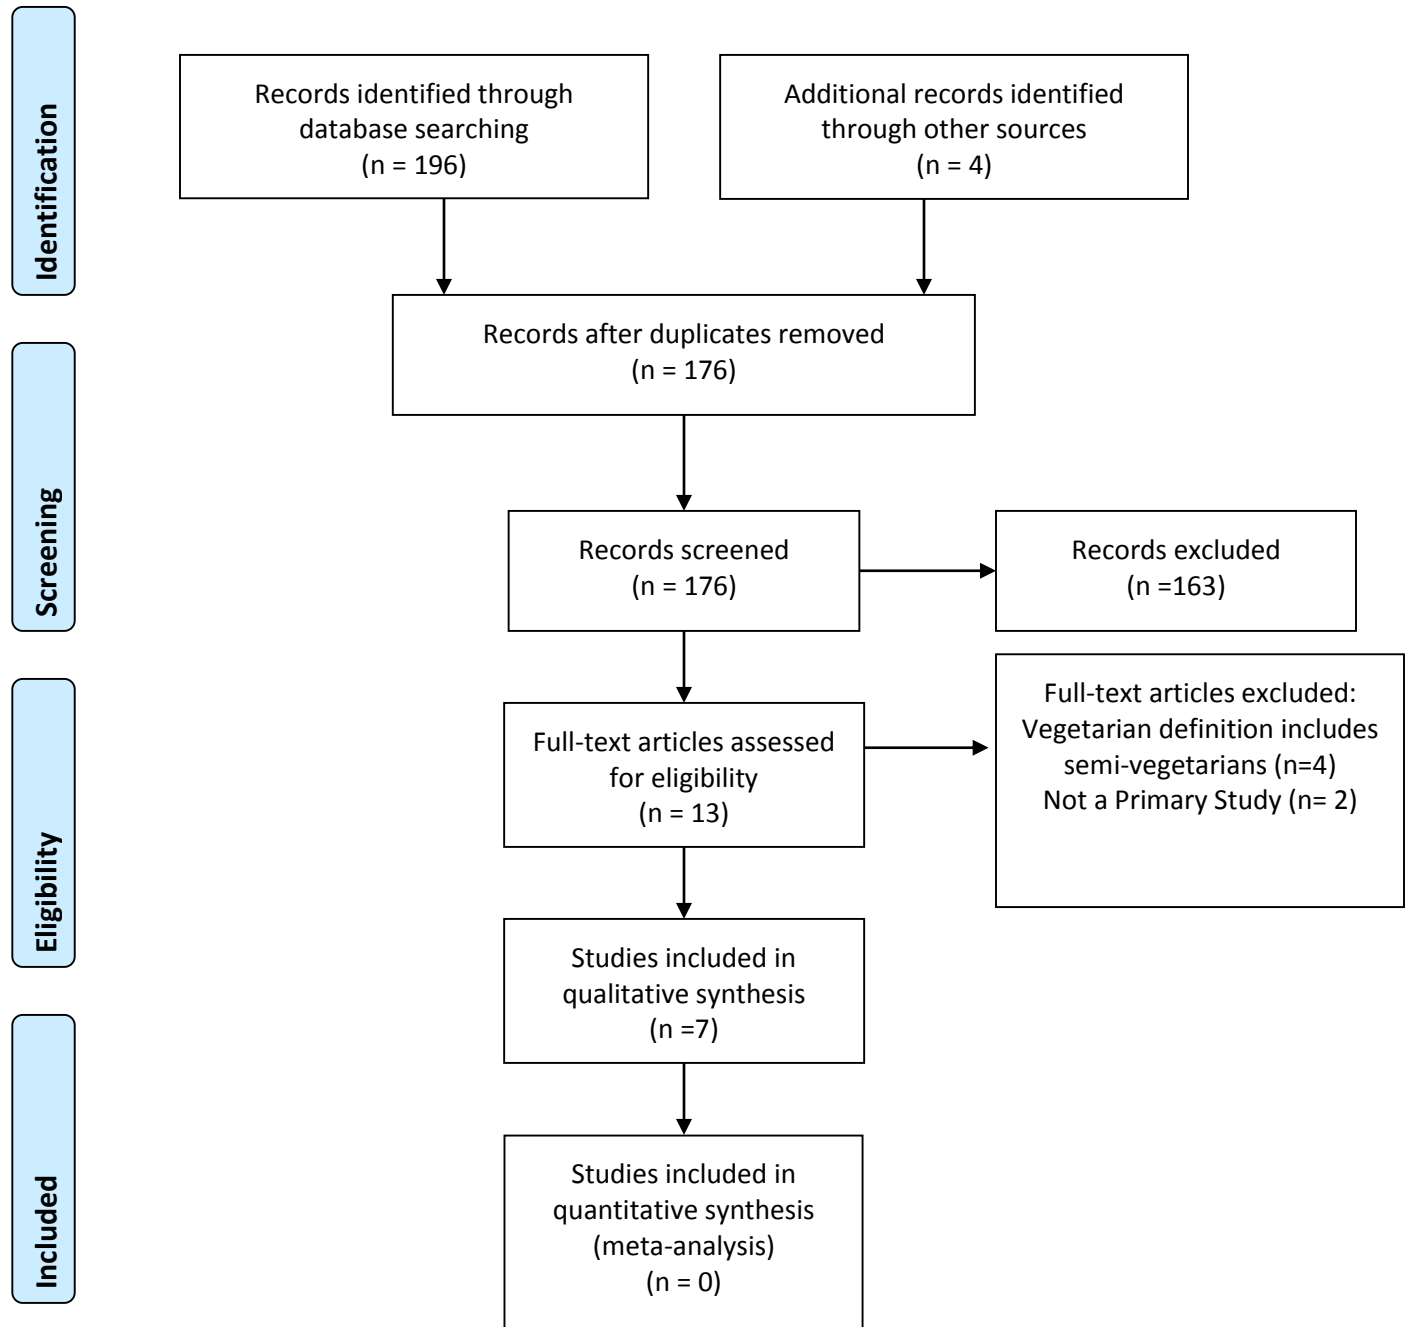 Identification
Records identified through
database searching
(n = 196)
Additional records identified
through other sources
(n = 4)
Records after duplicates removed
(n = 176)
Screening
Records screened
(n = 176)
Records excluded
(n =163)
Eligibility
Full-text articles assessed
for eligibility
(n = 13)
Full-text articles excluded:
Vegetarian definition includes
semi-vegetarians (n=4)
Not a Primary Study (n= 2)
Studies included in
qualitative synthesis
(n =7)
Included
Studies included in
quantitative synthesis
(meta-analysis)
(n = 0)